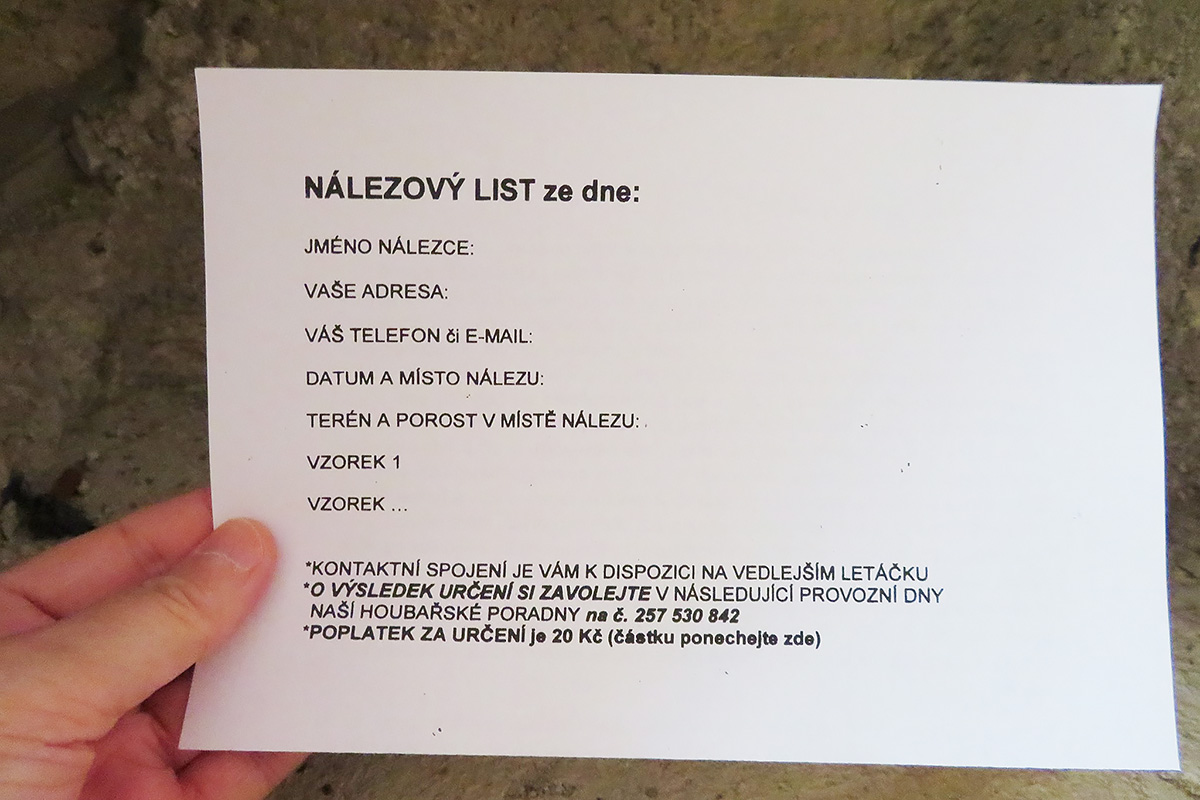 NÁLEZOVÝ LIST ze dne:
JMÉNO NÁLEZCE:
VAŠE ADRESA:
VÁŠ TELEFON či E-MAIL:
DATUM A MÍSTO NÁLEZU:
TERÉN A POROST V MÍSTĚ NÁLEZU:
VZOREK 1
VZOREK ...
*KONTAKTNÍ SPOJENÍ JE VÁM K DISPOZICI NA VEDLEJŠÍM LETÁČKU
*O VÝSLEDEK URČENÍ SI ZAVOLEJTE V NÁSLEDUJÍCÍ PROVOZNÍ DNY
NAŠÍ HOUBAŘSKÉ PORADNY na č. 257 530 842
*POPLATEK ZA URČENÍ je 20 Kč (částku ponechejte zde)